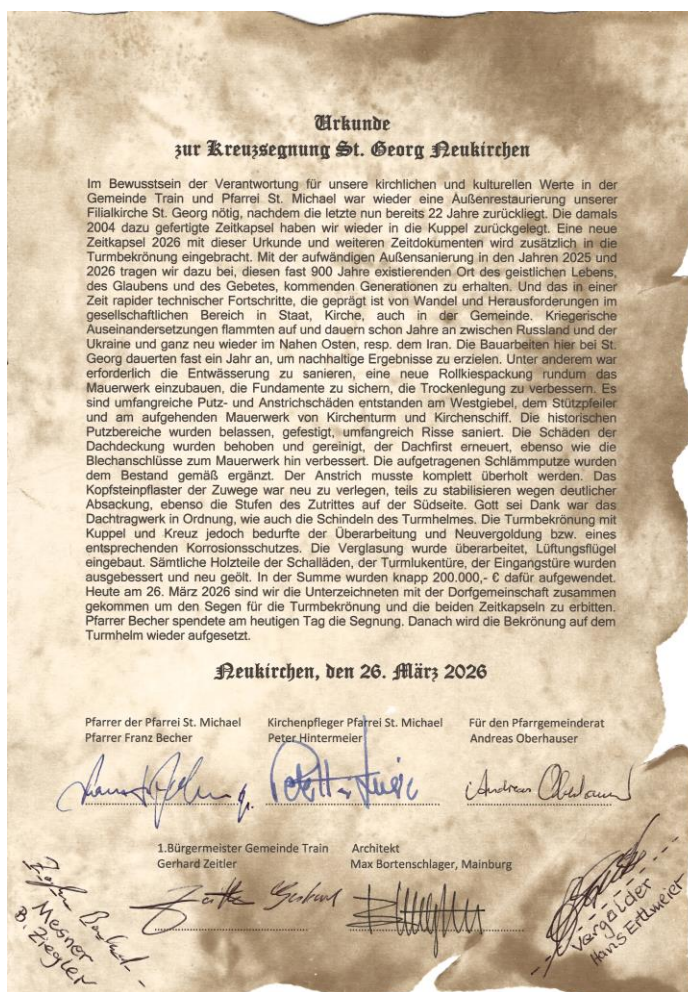 Urkunde
zur Kreuzsegnung St. Georg Neukirchen
Im Bewusstsein der Verantwortung für unsere kirchlichen und kulturellen Werte in der
Gemeinde Train und Pfarrei St. Michael war wieder eine Außenrestaurierung unserer
Filialkirche St. Georg nötig, nachdem die letzte nun bereits 22 Jahre zurückliegt. Die damals
2004 dazu gefertigte Zeitkapsel haben wir wieder in die Kuppel zurückgelegt. Eine neue
Zeitkapsel 2026 mit dieser Urkunde und weiteren Zeitdokumenten wird zusätzlich in die
Turmbekrönung eingebracht. Mit der aufwändigen Außensanierung in den Jahren 2025 und
2026 tragen wir dazu bei, diesen fast 900 Jahre existierenden Ort des geistlichen Lebens,
des Glaubens und des Gebetes, kommenden Generationen zu erhalten. Und das in einer
Zeit rapider technischer Fortschritte, die geprägt ist von Wandel und Herausforderungen im
gesellschaftlichen Bereich in Staat, Kirche, auch in der Gemeinde. Kriegerische
Auseinandersetzungen flammten auf und dauern schon Jahre an zwischen Russland und der
Ukraine und ganz neu wieder im Nahen Osten, resp. dem Iran. Die Bauarbeiten hier bei St.
Georg dauerten fast ein Jahr an, um nachhaltige Ergebnisse zu erzielen. Unter anderem war
erforderlich die Entwässerung zu sanieren, eine neue Rollkiespackung rundum das
Mauerwerk einzubauen, die Fundamente zu sichern, die Trockenlegung zu verbessern. Es
sind umfangreiche Putz- und Anstrichschäden entstanden am Westgiebel, dem Stützpfeiler
und am aufgehenden Mauerwerk von Kirchenturm und Kirchenschiff. Die historischen
Putzbereiche wurden belassen, gefestigt, umfangreich Risse saniert. Die Schäden der
Dachdeckung wurden behoben und gereinigt, der Dachfirst erneuert, ebenso wie die
Blechanschlüsse zum Mauerwerk hin verbessert. Die aufgetragenen Schlämmputze wurden
dem Bestand gemäß ergänzt. Der Anstrich musste komplett überholt werden. Das
Kopfsteinpflaster der Zuwege war neu zu verlegen, teils zu stabilisieren wegen deutlicher
Absackung, ebenso die Stufen des Zutrittes auf der Südseite. Gott sei Dank war das
Dachtragwerk in Ordnung, wie auch die Schindeln des Turmhelmes. Die Turmbekrönung mit
Kuppel und Kreuz jedoch bedurfte der Überarbeitung und Neuvergoldung bzw. eines
entsprechenden Korrosionsschutzes. Die Verglasung wurde überarbeitet, Lüftungsflügel
eingebaut. Sämtliche Holzteile der Schalläden, der Turmlukentüre, der Eingangstüre wurden
ausgebessert und neu geölt. In der Summe wurden knapp 200.000,- € dafür aufgewendet.
Heute am 26. März 2026 sind wir die Unterzeichneten mit der Dorfgemeinschaft zusammen
gekommen um den Segen für die Turmbekrönung und die beiden Zeitkapseln zu erbitten.
Pfarrer Becher spendete am heutigen Tag die Segnung. Danach wird die Bekrönung auf dem
Turmhelm wieder aufgesetzt.
Neukirchen, den 26. März 2026
Pfarrer der Pfarrei St. Michael Kirchenpfleger Pfarrei St. Michael Für den Pfarrgemeinderat
Pfarrer Franz Becher Peter Hintermeier Andreas Oberhauser
Andreas
1.Bürgermeister Gemeinde Train Architekt
Gerhard Zeitler Max Bortenschlager, Mainburg
Mesner
B. Ziegler
Vergolder
Hans Ertlmeier